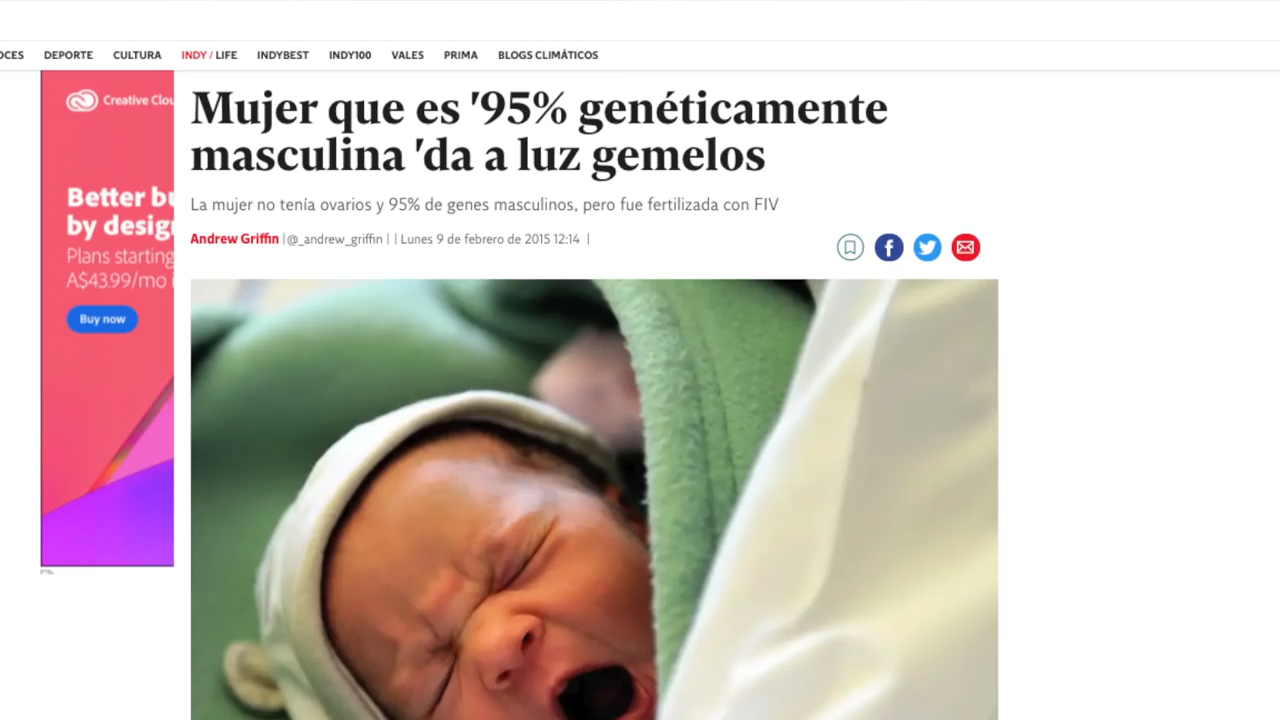 OCES DEPORTE CULTURA INDY / LIFE INDYBEST INDY100 VALES PRIMA BLOGS CLIMÁTICOS
Creative Clou
Better bu
by desig
Plans starting
A$43.99/mo i
Buy now
Mujer que es '95% genéticamente
masculina 'da a luz gemelos
La mujer no tenía ovarios y 95% de genes masculinos, pero fue fertilizada con FIV
Andrew Griffin | @_andrew_griffin | | Lunes 9 de febrero de 2015 12:14 |